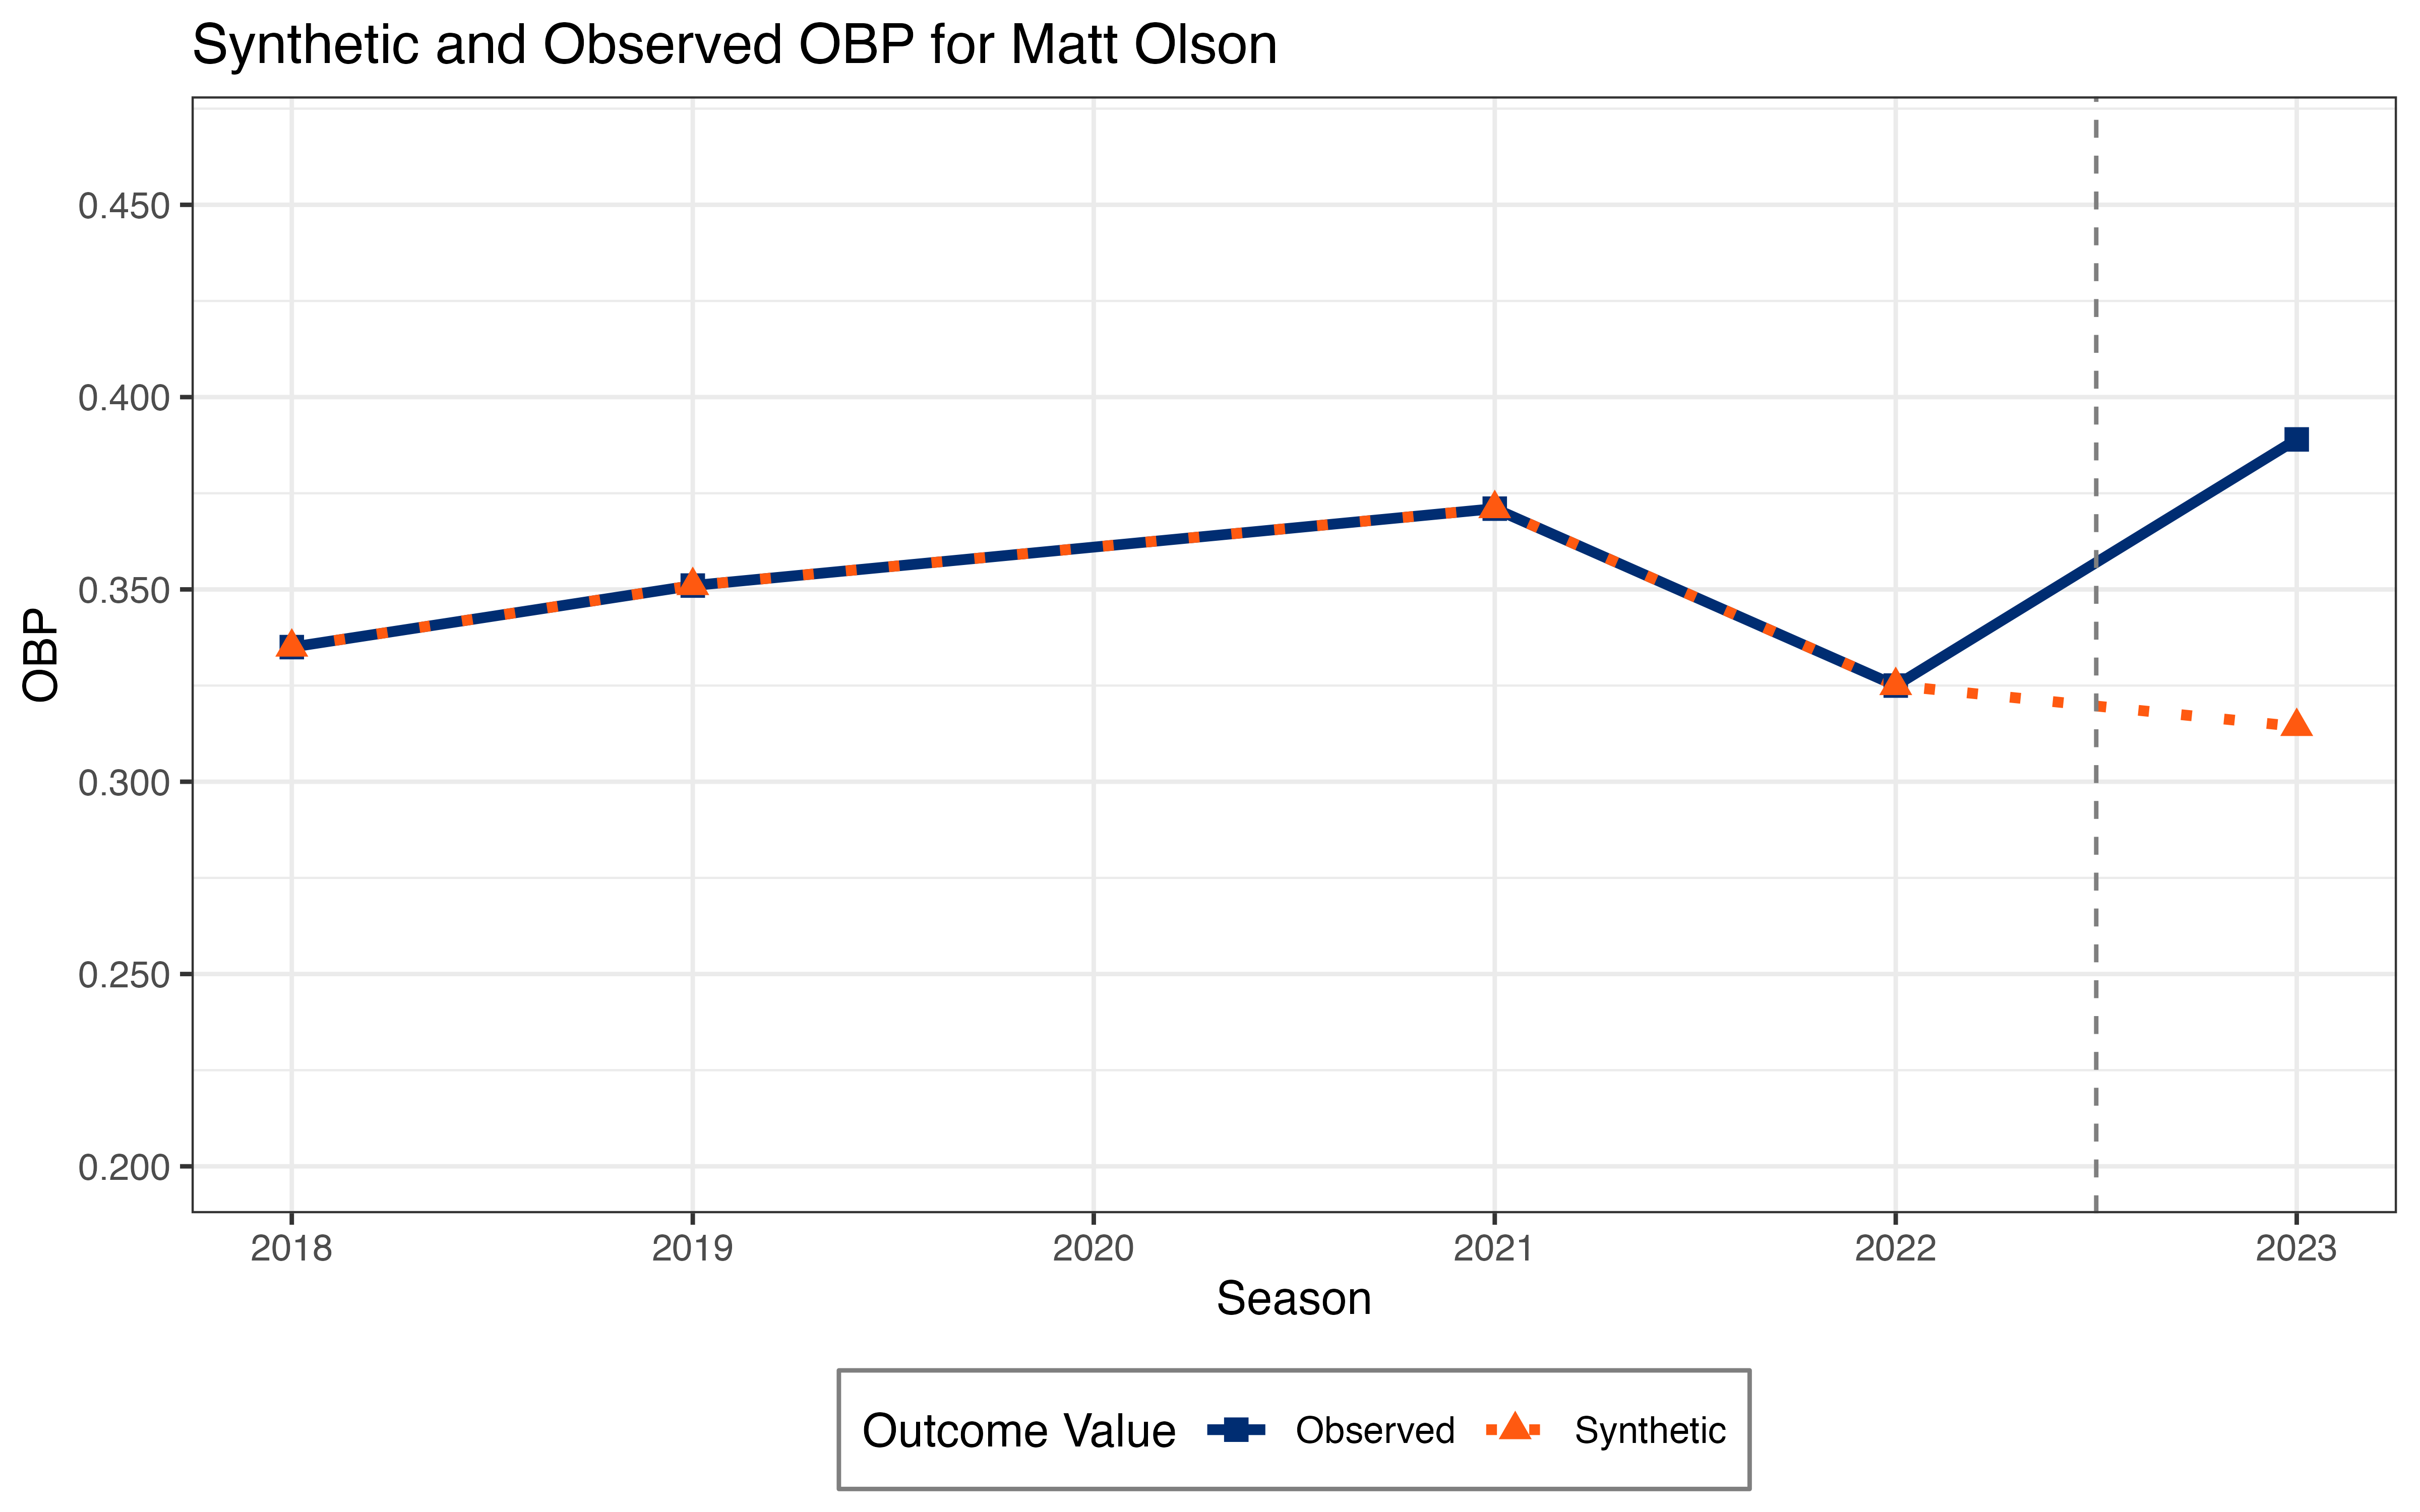 Synthetic and Observed OBP for Matt Olson
0.450
0.400
0.350
0.300
0.250
0.200
OBP
2018 2019 2020 2021 2022 2023
Season
Outcome Value Observed Synthetic